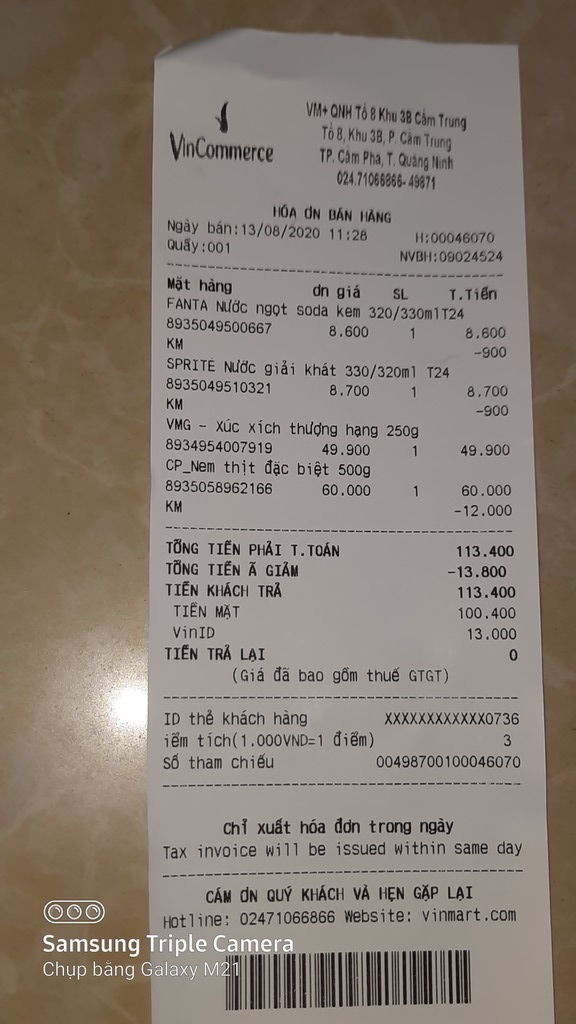 VinCommerce
VM+ QNH Tổ 8 Khu 3B Cẩm Trung
Tổ 8, Khu 3B, P. Cẩm Trung
TP. Cẩm Phả, T. Quảng Ninh
024.71066866-49871
HÓA ƠN BÁN HÀNG
Ngày bán:13/08/2020 11:28 H:00046070
Quầy:001 NVBH:09024524
Mặt hàng ơn giá SL T.Tiền
FANTA Nước ngọt soda kem 320/330ml T24
8935049500667 8.600 1 8.600
KM -900
SPRITE Nước giải khát 330/320ml T24
8935049510321 8.700 1 8.700
KM -900
VMG - Xúc xích thượng hạng 250g
8934954007919 49.900 1 49.900
CP_Nem thịt đặc biệt 500g
8935058962166 60.000 1 60.000
KM -12.000
TỔNG TIỀN PHẢI T.TOÁN 113.400
TỔNG TIỀN Ã GIẢM -13.800
TIỀN KHÁCH TRẢ 113.400
TIỀN MẶT 100.400
VinID 13.000
TIỀN TRẢ LẠI 0
(Giá đã bao gồm thuế GTGT)
ID thẻ khách hàng XXXXXXXXXXXX0736
iểm tích(1.000VND=1 điểm) 3
Số tham chiếu 00498700100046070
Chỉ xuất hóa đơn trong ngày
Tax invoice will be issued within same day
CÁM ƠN QUÝ KHÁCH VÀ HẸN GẶP LẠI
Hotline: 02471066866 Website: vinmart.com
Samsung Triple Camera
Chụp bằng Galaxy M21